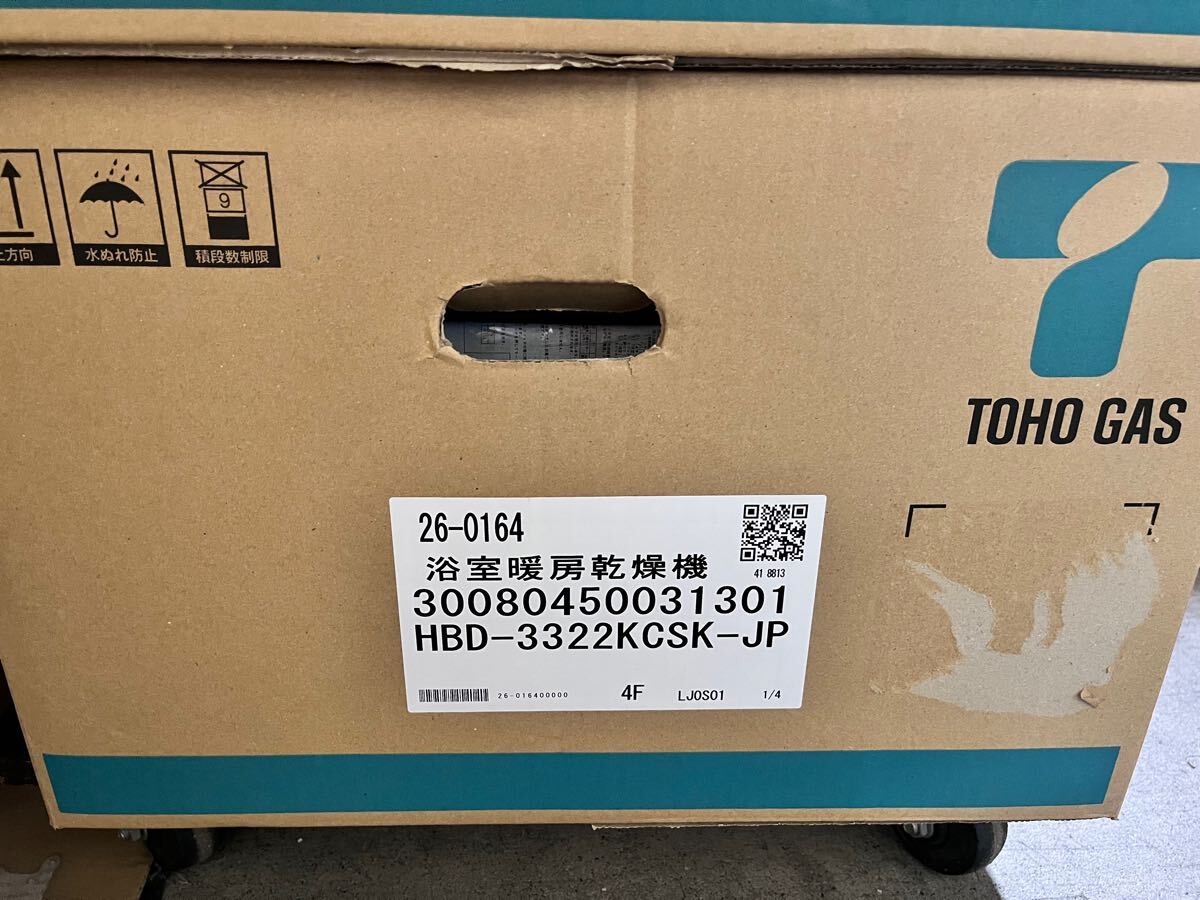 上方向
水ぬれ防止
9
積段数制限
TOHO GAS
26-0164
浴室暖房乾燥機
41 8813
30080450031301
HBD-3322KCSK-JP
26-016400000
4F
LJ0S01
1/4